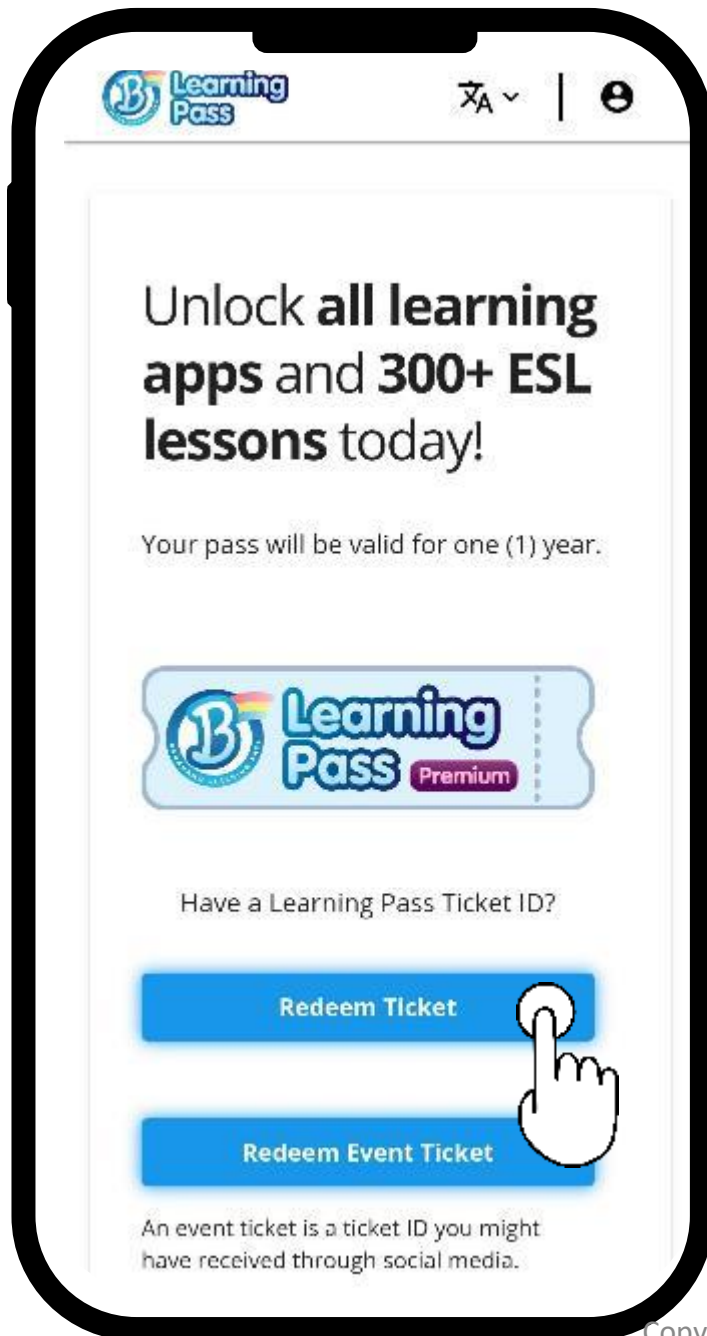 Learning
Pass
Unlock all learning
apps and 300+ ESL
lessons today!
Your pass will be valid for one (1) year.
B Learning
Pass Premium
Have a Learning Pass Ticket ID?
Redeem Ticket
Redeem Event Ticket
An event ticket is a ticket ID you might
have received through social media.
Copy